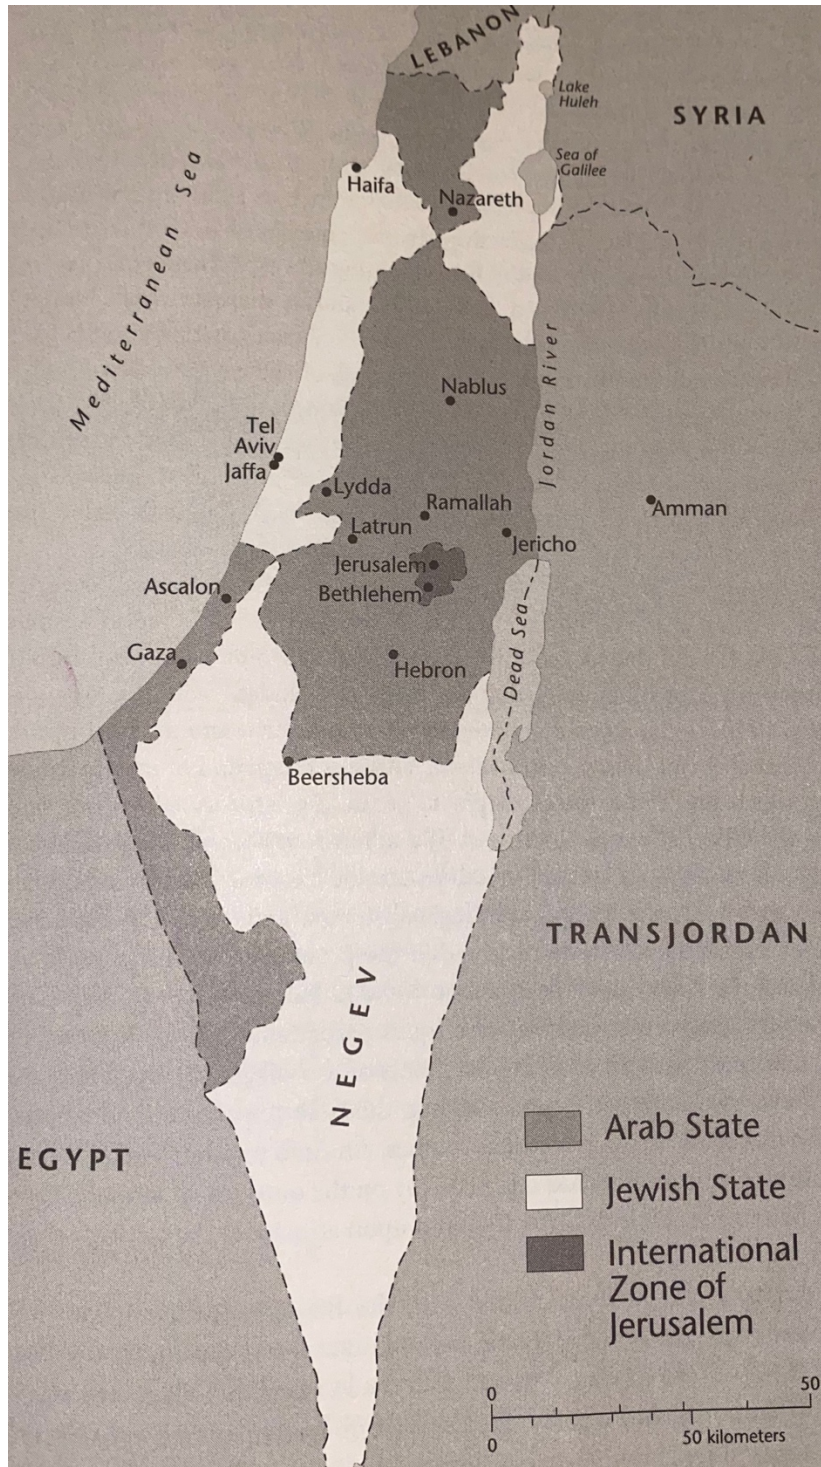 LEBANON
Lake
Huleh
SYRIA
Mediterranean Sea
Sea of
Galilee
Haifa
Nazareth
Jordan River
Nablus
Tel
Aviv
Jaffa
Lydda
Ramallah
Amman
Latrun
Jericho
Jerusalem
Ascalon
Bethlehem
Dead Sea
Gaza
Hebron
Beersheba
TRANSJORDAN
NEGEV
EGYPT
Arab State
Jewish State
International
Zone of
Jerusalem
0 50
0 50 kilometers